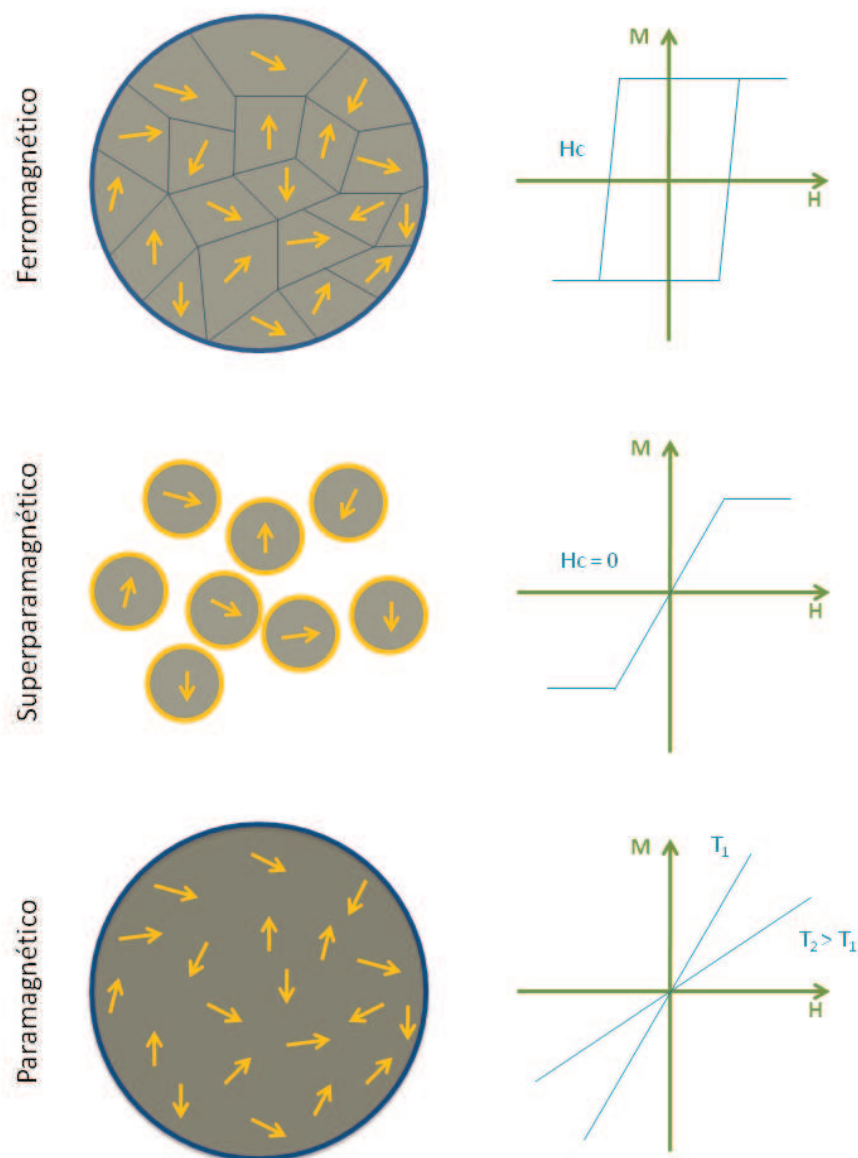 Ferromagnético
M
Hc
H
Superparamagnético
M
Hc = 0
H
Paramagnético
M
T₁
T₂ > T₁
H